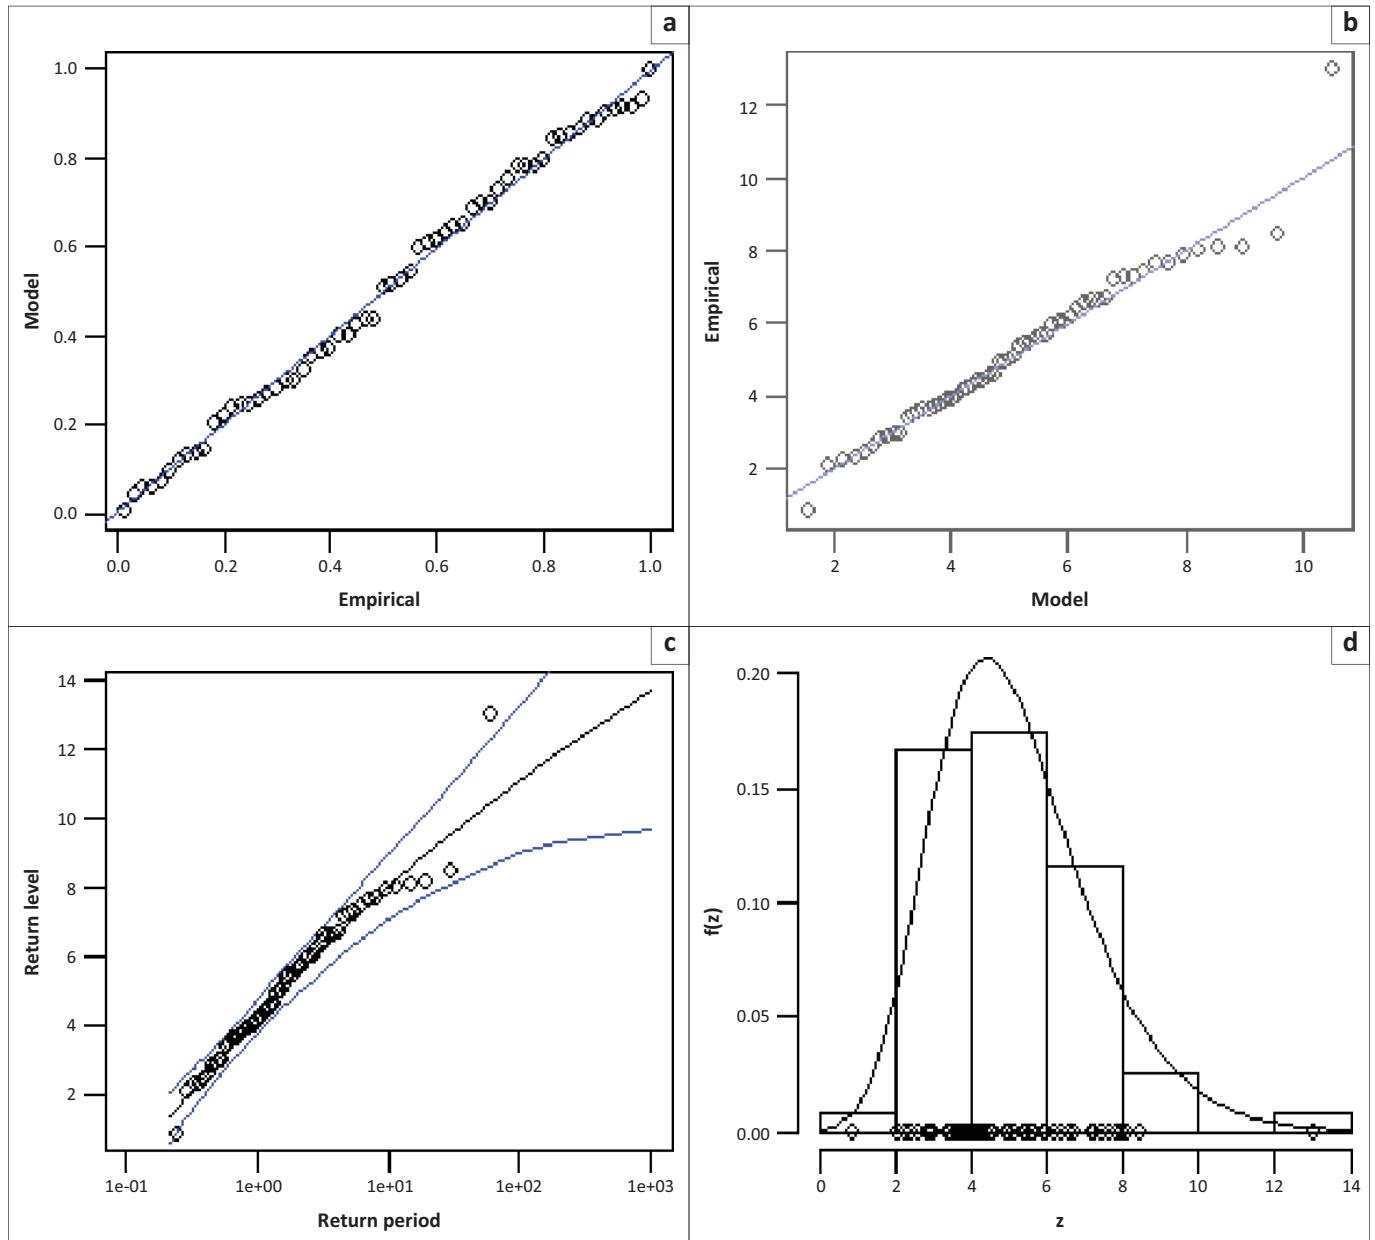 a
1.0
0.8
0.6
0.4
0.2
0.0
Model
0.0 0.2 0.4 0.6 0.8 1.0
Empirical
b
12
10
8
6
4
2
Empirical
2 4 6 8 10
Model
c
14
12
10
8
6
4
2
Return level
1e-01 1e+00 1e+01 1e+02 1e+03
Return period
d
0.20
0.15
0.10
0.05
0.00
f(z)
0 2 4 6 8 10 12 14
z